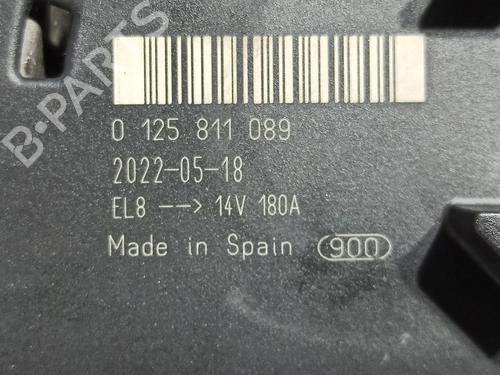 B-PARTS
0 125 811 089
2022-05-18
EL8 --> 14V 180A
Made in Spain 900